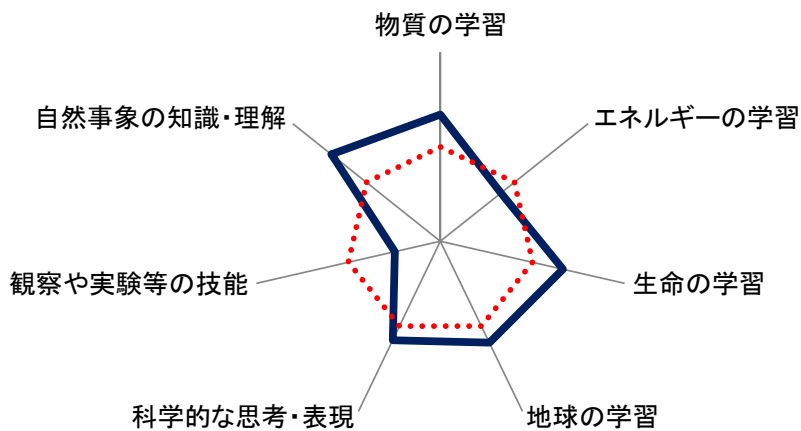 物質の学習
エネルギーの学習
生命の学習
地球の学習
科学的な思考・表現
観察や実験等の技能
自然事象の知識・理解